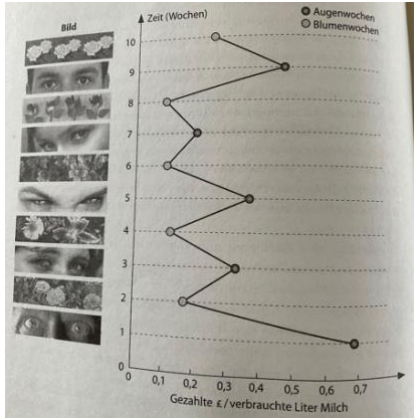 Bild
Zeit (Wochen)
Augenwochen
Blumenwochen
10
9
8
7
6
5
4
3
2
1
0
0 0,1 0,2 0,3 0,4 0,5 0,6 0,7
Gezahlte £/verbrauchte Liter Milch